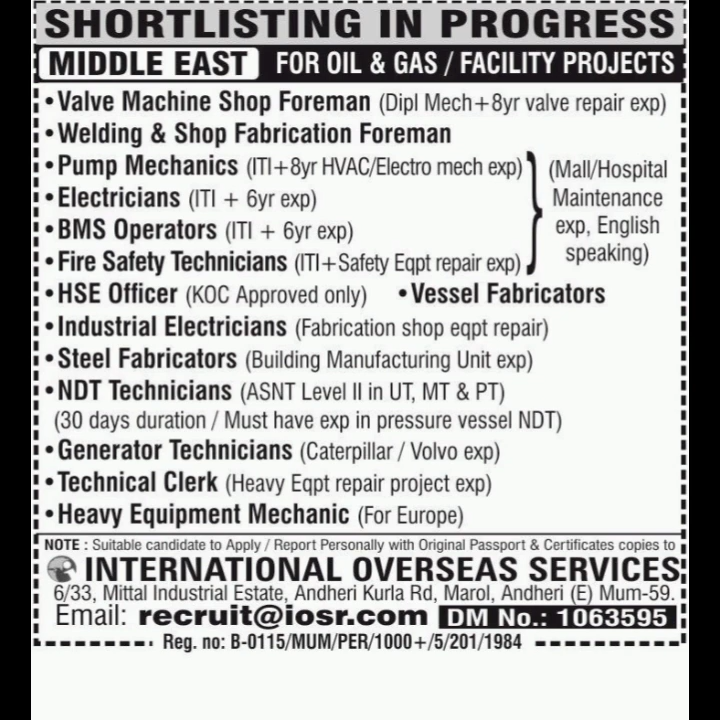 SHORTLISTING IN PROGRESS
MIDDLE EAST FOR OIL & GAS / FACILITY PROJECTS
• Valve Machine Shop Foreman (Dipl Mech+8yr valve repair exp)
• Welding & Shop Fabrication Foreman
• Pump Mechanics (ITI+8yr HVAC/Electro mech exp)
• Electricians (ITI + 6yr exp)
• BMS Operators (ITI + 6yr exp)
• Fire Safety Technicians (ITI+Safety Eqpt repair exp)
(Mall/Hospital
Maintenance
exp, English
speaking)
• HSE Officer (KOC Approved only) • Vessel Fabricators
• Industrial Electricians (Fabrication shop eqpt repair)
• Steel Fabricators (Building Manufacturing Unit exp)
• NDT Technicians (ASNT Level II in UT, MT & PT)
(30 days duration / Must have exp in pressure vessel NDT)
• Generator Technicians (Caterpillar / Volvo exp)
• Technical Clerk (Heavy Eqpt repair project exp)
• Heavy Equipment Mechanic (For Europe)
NOTE : Suitable candidate to Apply / Report Personally with Original Passport & Certificates copies to
INTERNATIONAL OVERSEAS SERVICES
6/33, Mittal Industrial Estate, Andheri Kurla Rd, Marol, Andheri (E) Mum-59.
Email: recruit@iosr.com DM No.: 1063595
Reg. no: B-0115/MUM/PER/1000+/5/201/1984